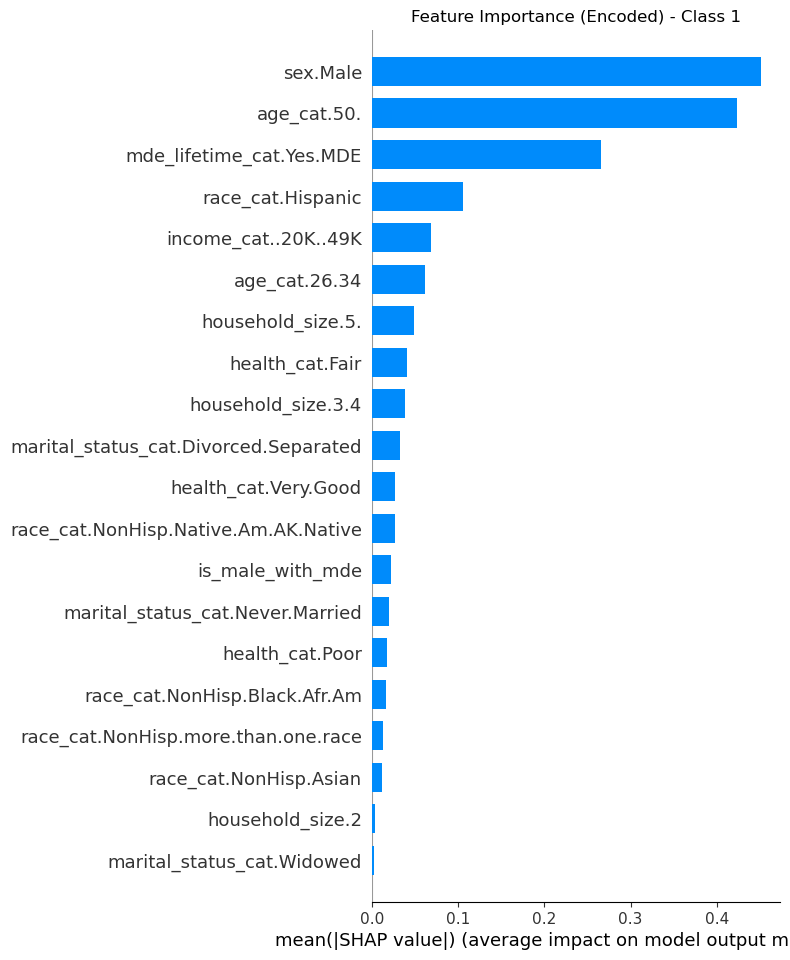 Feature Importance (Encoded) - Class 1
sex.Male
age_cat.50.
mde_lifetime_cat.Yes.MDE
race_cat.Hispanic
income_cat..20K..49K
age_cat.26.34
household_size.5.
health_cat.Fair
household_size.3.4
marital_status_cat.Divorced.Separated
health_cat.Very.Good
race_cat.NonHisp.Native.Am.AK.Native
is_male_with_mde
marital_status_cat.Never.Married
health_cat.Poor
race_cat.NonHisp.Black.Afr.Am
race_cat.NonHisp.more.than.one.race
race_cat.NonHisp.Asian
household_size.2
marital_status_cat.Widowed
0.0 0.1 0.2 0.3 0.4
mean(|SHAP value|) (average impact on model output m